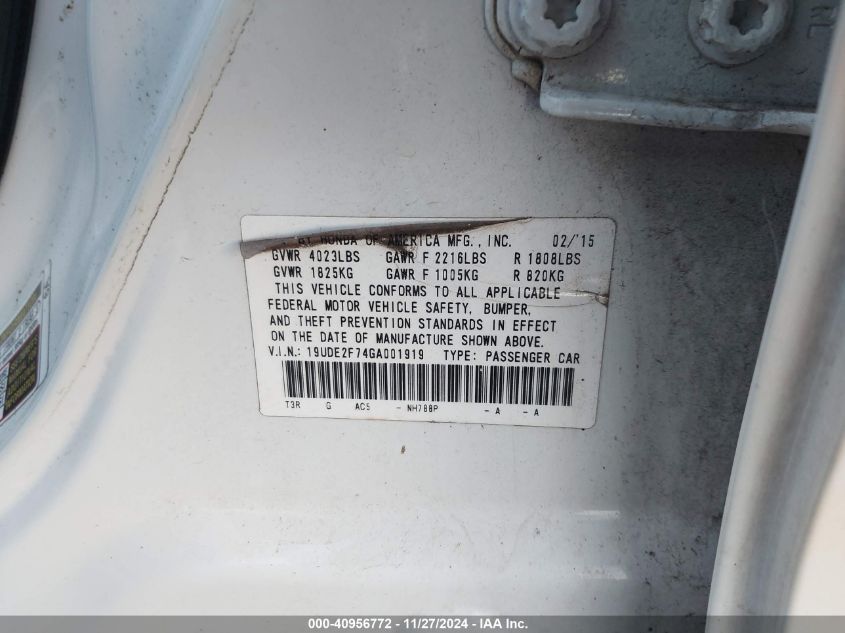 BY HONDA OF AMERICA MFG., INC. 02/'15
GVWR 4023LBS GAWR F 2216LBS R 1808LBS
GVWR 1825KG GAWR F 1005KG R 820KG
THIS VEHICLE CONFORMS TO ALL APPLICABLE
FEDERAL MOTOR VEHICLE SAFETY, BUMPER,
AND THEFT PREVENTION STANDARDS IN EFFECT
ON THE DATE OF MANUFACTURE SHOWN ABOVE.
V.I.N.: 19UDE2F74GA001919 TYPE: PASSENGER CAR
T3R G AC5 - NH788P - A - A
000-40956772 - 11/27/2024 - IAA Inc.